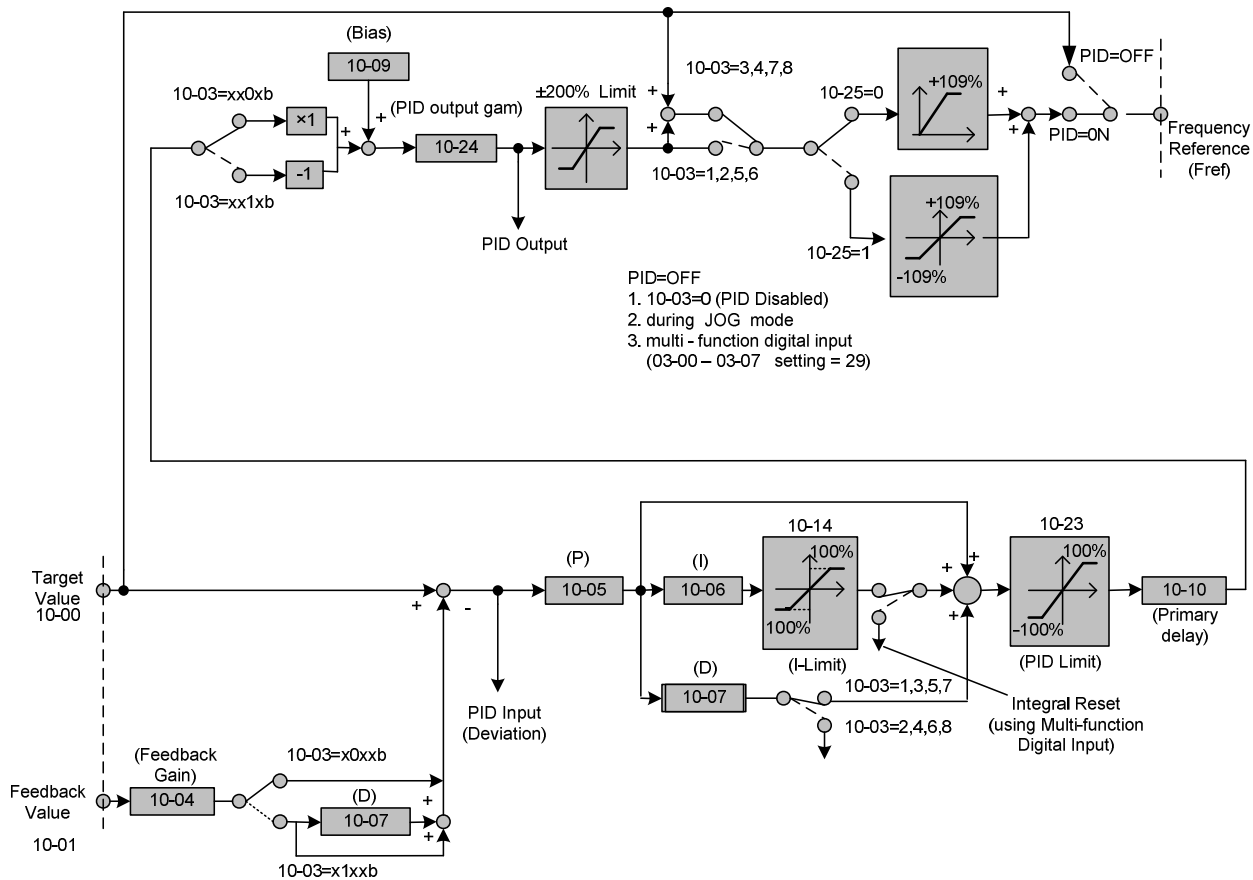 (Bias)
10-09
10-03=xx0xb
×1
-1
10-03=xx1xb
+
+
(PID output gam)
10-24
PID Output
±200% Limit
+
+
10-03=3,4,7,8
10-03=1,2,5,6
10-25=0
+109%
10-25=1
+109%
-109%
+
+
PID=OFF
PID=0N
Frequency
Reference
(Fref)
PID=OFF
1. 10-03=0 (PID Disabled)
2. during JOG mode
3. multi - function digital input
(03-00 – 03-07 setting = 29)
Target
Value
10-00
+
-
PID Input
(Deviation)
(P)
10-05
(I)
10-06
10-14
100%
100%
(I-Limit)
(D)
10-07
10-03=1,3,5,7
10-03=2,4,6,8
+
+
+
Integral Reset
(using Multi-function
Digital Input)
10-23
100%
–100%
(PID Limit)
10-10
(Primary
delay)
Feedback
Value
10-01
(Feedback
Gain)
10-04
10-03=x0xxb
(D)
10-07
+
+
10-03=x1xxb